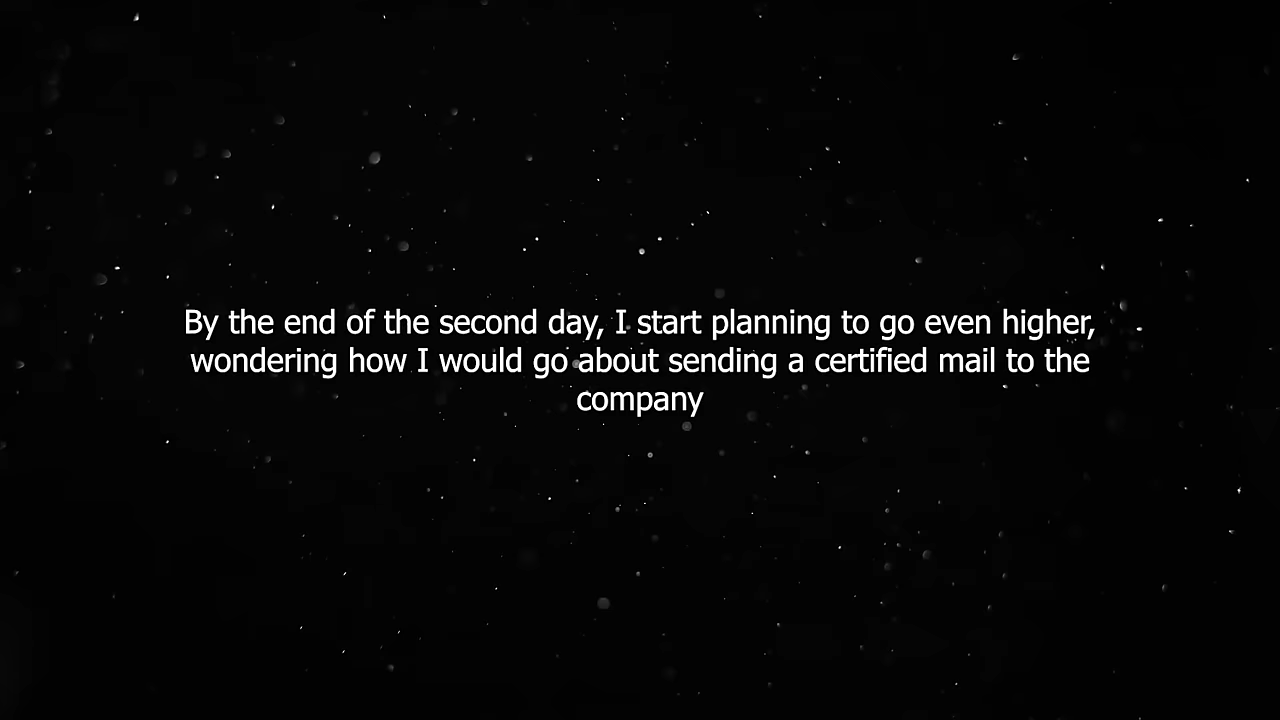 By the end of the second day, I start planning to go even higher,
wondering how I would go about sending a certified mail to the
company